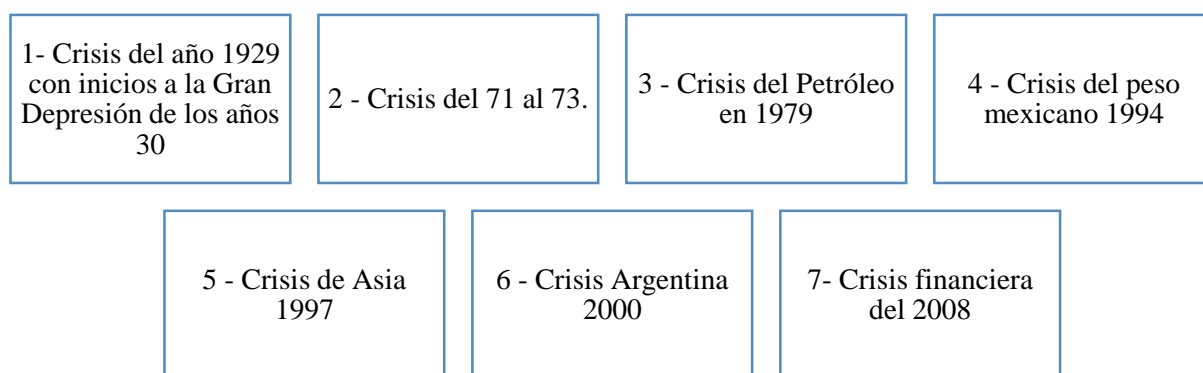 1- Crisis del año 1929
con inicios a la Gran
Depresión de los años
30
2 - Crisis del 71 al 73.
3 - Crisis del Petróleo
en 1979
4 - Crisis del peso
mexicano 1994
5 - Crisis de Asia
1997
6 - Crisis Argentina
2000
7- Crisis financiera
del 2008